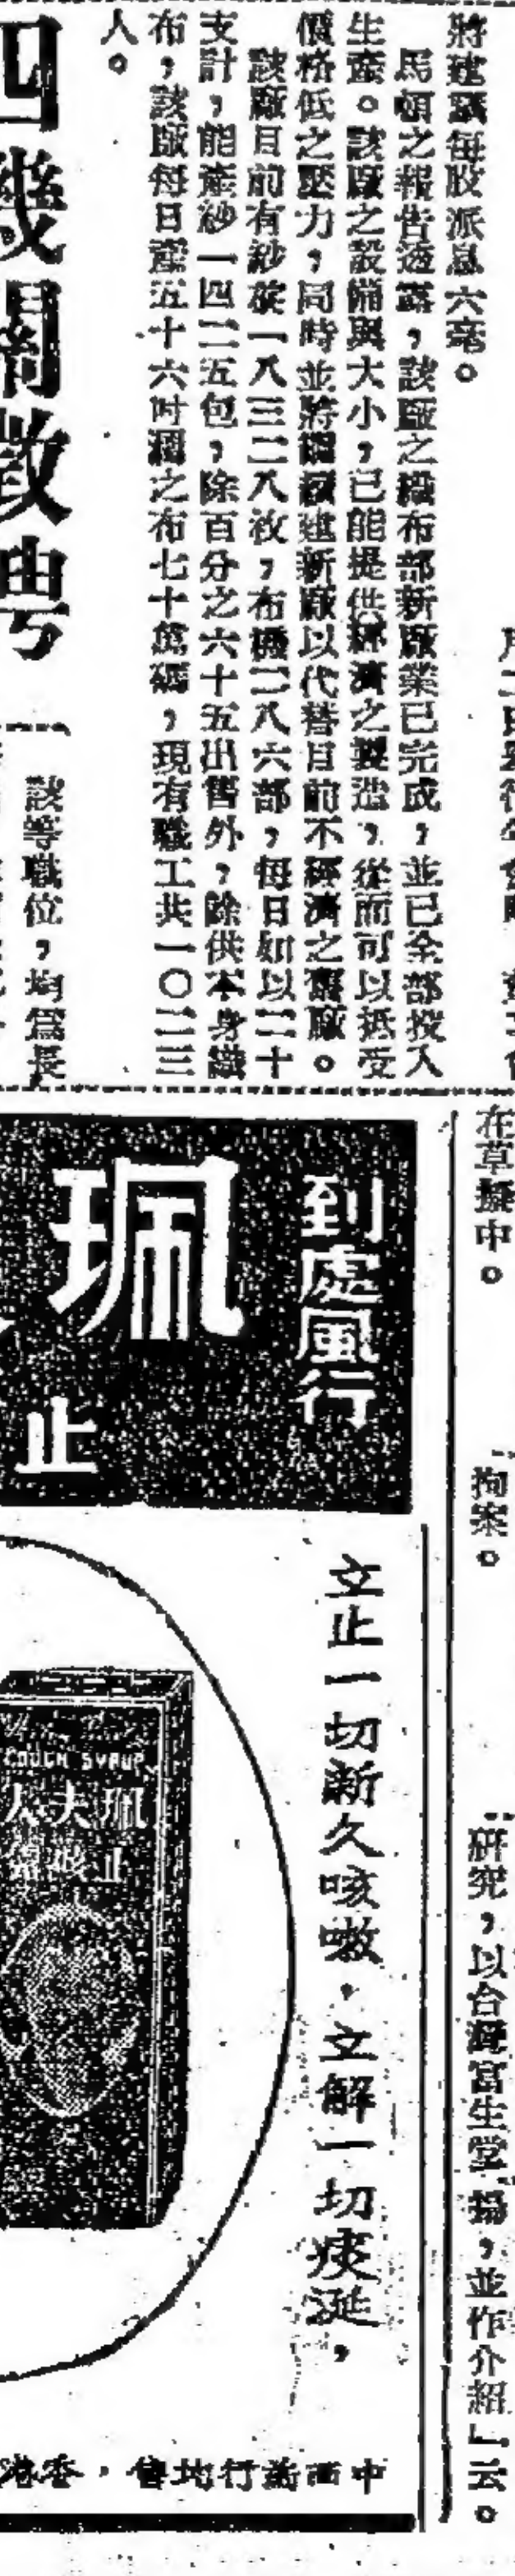 將建議每股派息六毫。
馬頓之報告透露，該廠之織布部新廠業已完成，並已全部投入
生產。該廠之設備與大小，已能提供經濟之製造，從而可以抵受
價格低之壓力，同時並將繼續建新廠以代替目前不經濟之舊廠。
該廠目前有紗錠一八三二八枚，布機二八六部，每日如以二十
支計，能產紗一四二五包，除百分之六十五出售外，餘供本身織
布，該廠每日產五十六吋濶之布七十萬碼，現有職工共一〇二三
人。
四機關徵聘
該等職位，均為長
在草擬中。
拘案。
研究，以台灣富生堂 揚，並作介紹」云。
到處風行
珮
止
立止一切新久咳嗽，立解一切痰涎，
COUGH SYRUP
珮夫人
止咳露
中西藥行均售，香港